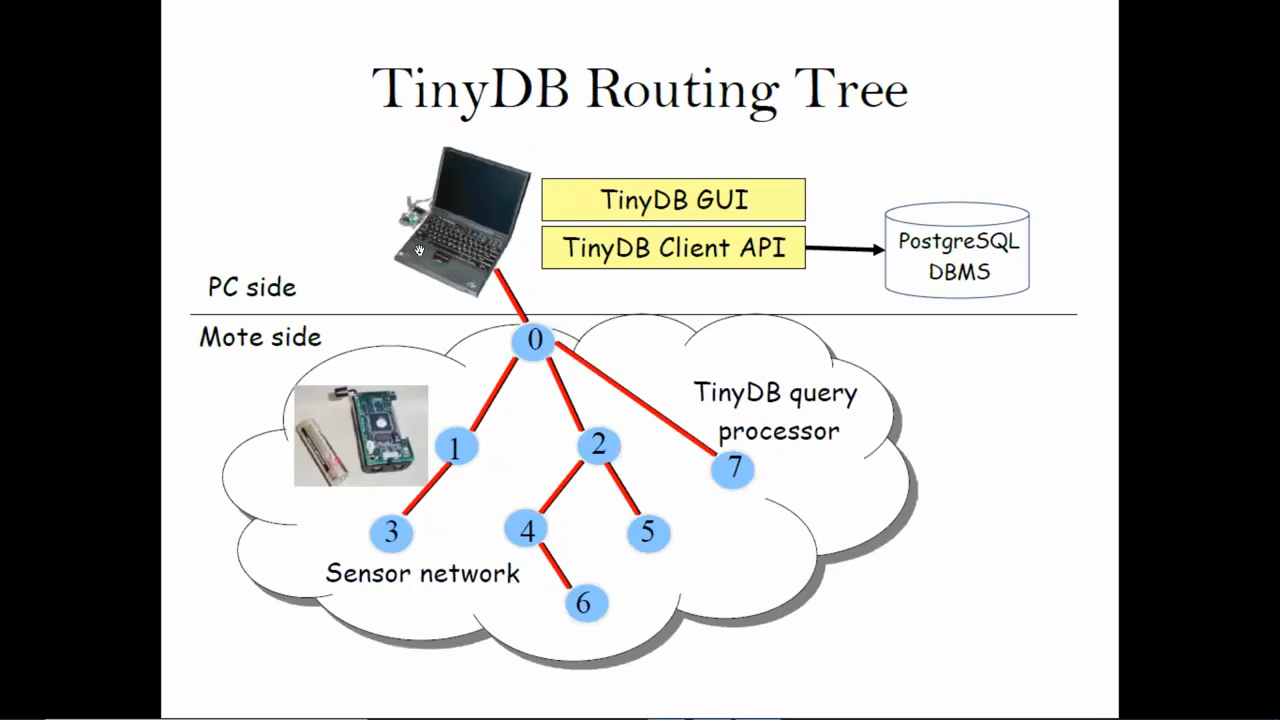 TinyDB Routing Tree
TinyDB GUI
TinyDB Client API
PostgreSQL
DBMS
PC side
Mote side
0
TinyDB query
processor
1
2
7
3
4
5
Sensor network
6